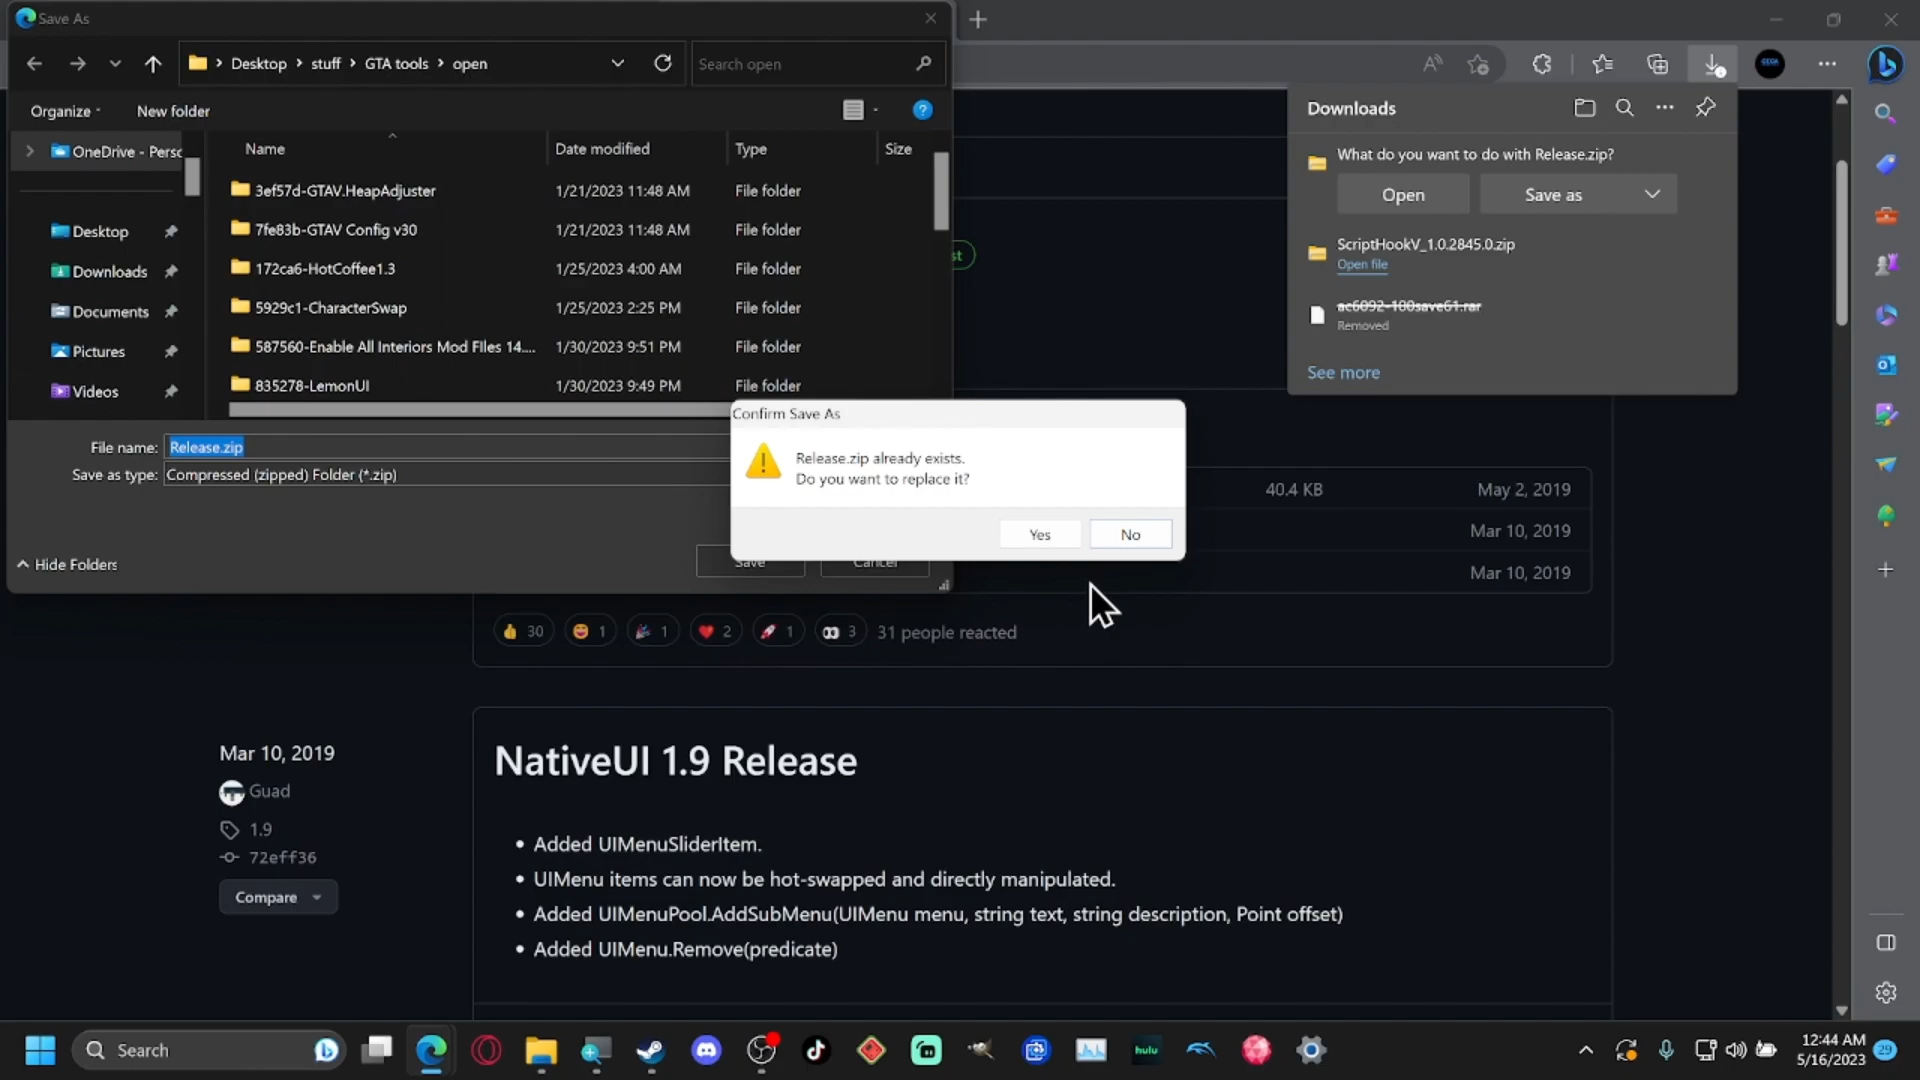 Save As
Desktop > stuff > GTA tools > open
Search open
Organize
New folder
OneDrive - Persc
Desktop
Downloads
Documents
Pictures
Videos
Name
Date modified
Type
Size
3ef57d-GTAV.HeapAdjuster 1/21/2023 11:48 AM File folder
7fe83b-GTAV Config v30 1/21/2023 11:48 AM File folder
172ca6-HotCoffee1.3 1/25/2023 4:00 AM File folder
5929c1-CharacterSwap 1/25/2023 2:25 PM File folder
587560-Enable All Interiors Mod FIles 14.... 1/30/2023 9:51 PM File folder
835278-LemonUI 1/30/2023 9:49 PM File folder
File name: Release.zip
Save as type: Compressed (zipped) Folder (*.zip)
Hide Folders
Save
Cancel
Confirm Save As
Release.zip already exists.
Do you want to replace it?
Yes
No
Downloads
What do you want to do with Release.zip?
Open
Save as
ScriptHookV_1.0.2845.0.zip
Open file
ac6092-100save61.rar
Removed
See more
st
40.4 KB May 2, 2019
Mar 10, 2019
Mar 10, 2019
30 1 1 2 1 3 31 people reacted
Mar 10, 2019
Guad
1.9
72eff36
Compare
NativeUI 1.9 Release
• Added UIMenuSliderItem.
• UIMenu items can now be hot-swapped and directly manipulated.
• Added UIMenuPool.AddSubMenu(UIMenu menu, string text, string description, Point offset)
• Added UIMenu.Remove(predicate)
Search
hulu
12:44 AM
5/16/2023
29